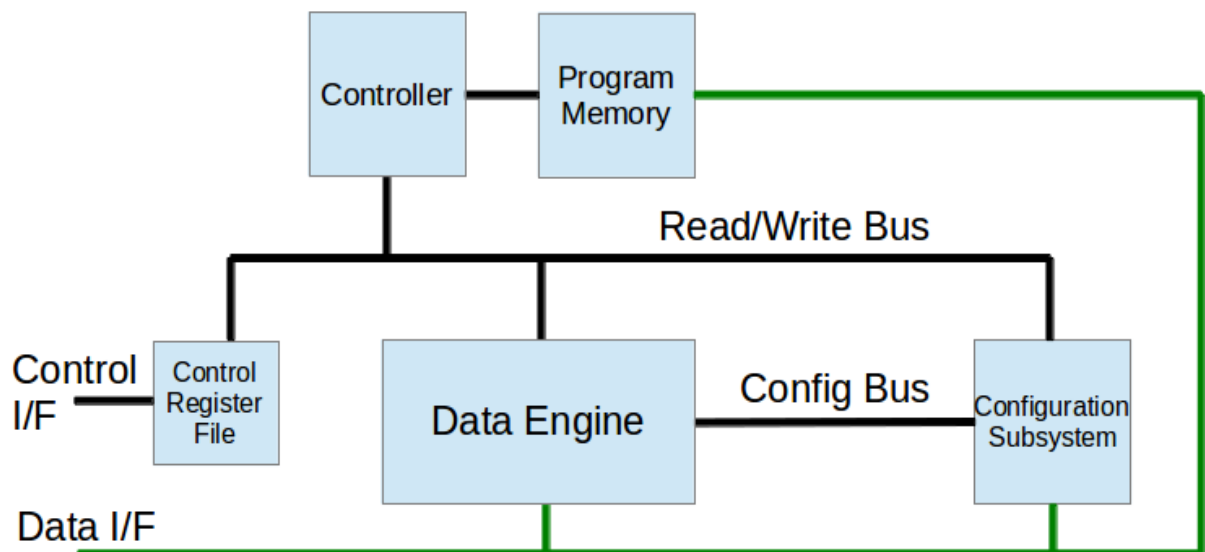 Controller
Program
Memory
Read/Write Bus
Control
I/F
Control
Register
File
Data Engine
Config Bus
Configuration
Subsystem
Data I/F